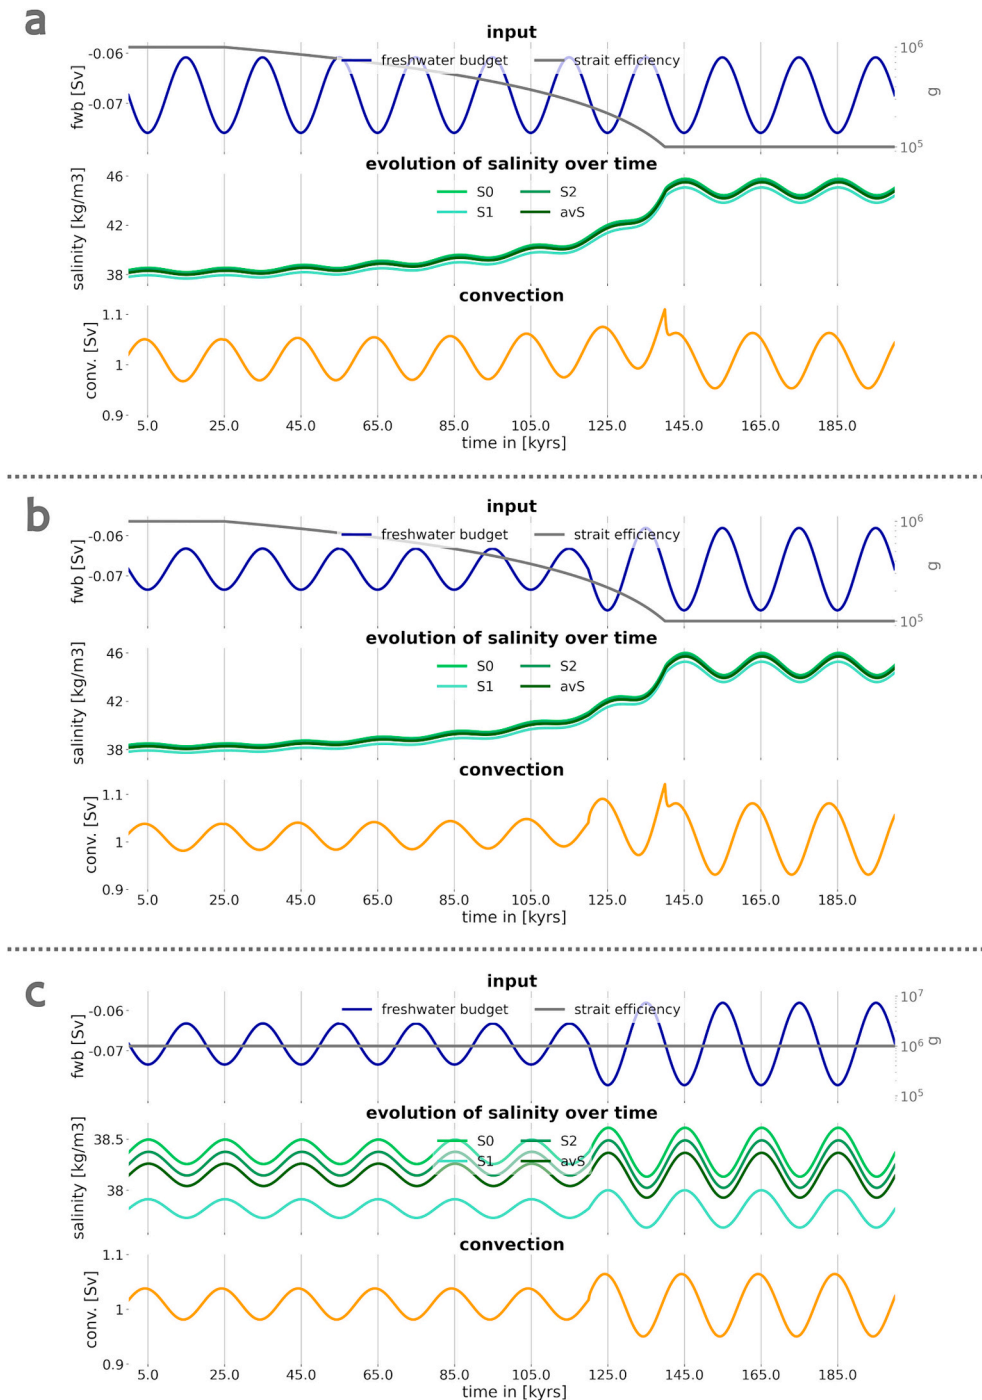 a
input
freshwater budget strait efficiency
fwb [Sv]
-0.06
-0.07
10⁶
10⁵
g
evolution of salinity over time
S0 S2
S1 avS
salinity [kg/m3]
46
42
38
convection
conv. [Sv]
1.1
1
0.9
5.0 25.0 45.0 65.0 85.0 105.0 125.0 145.0 165.0 185.0
time in [kyrs]
b
input
freshwater budget strait efficiency
fwb [Sv]
-0.06
-0.07
10⁶
10⁵
g
evolution of salinity over time
S0 S2
S1 avS
salinity [kg/m3]
46
42
38
convection
conv. [Sv]
1.1
1
0.9
5.0 25.0 45.0 65.0 85.0 105.0 125.0 145.0 165.0 185.0
time in [kyrs]
c
input
freshwater budget strait efficiency
fwb [Sv]
-0.06
-0.07
10⁷
10⁶
10⁵
g
evolution of salinity over time
S0 S2
S1 avS
salinity [kg/m3]
38.5
38
convection
conv. [Sv]
1.1
1
0.9
5.0 25.0 45.0 65.0 85.0 105.0 125.0 145.0 165.0 185.0
time in [kyrs]